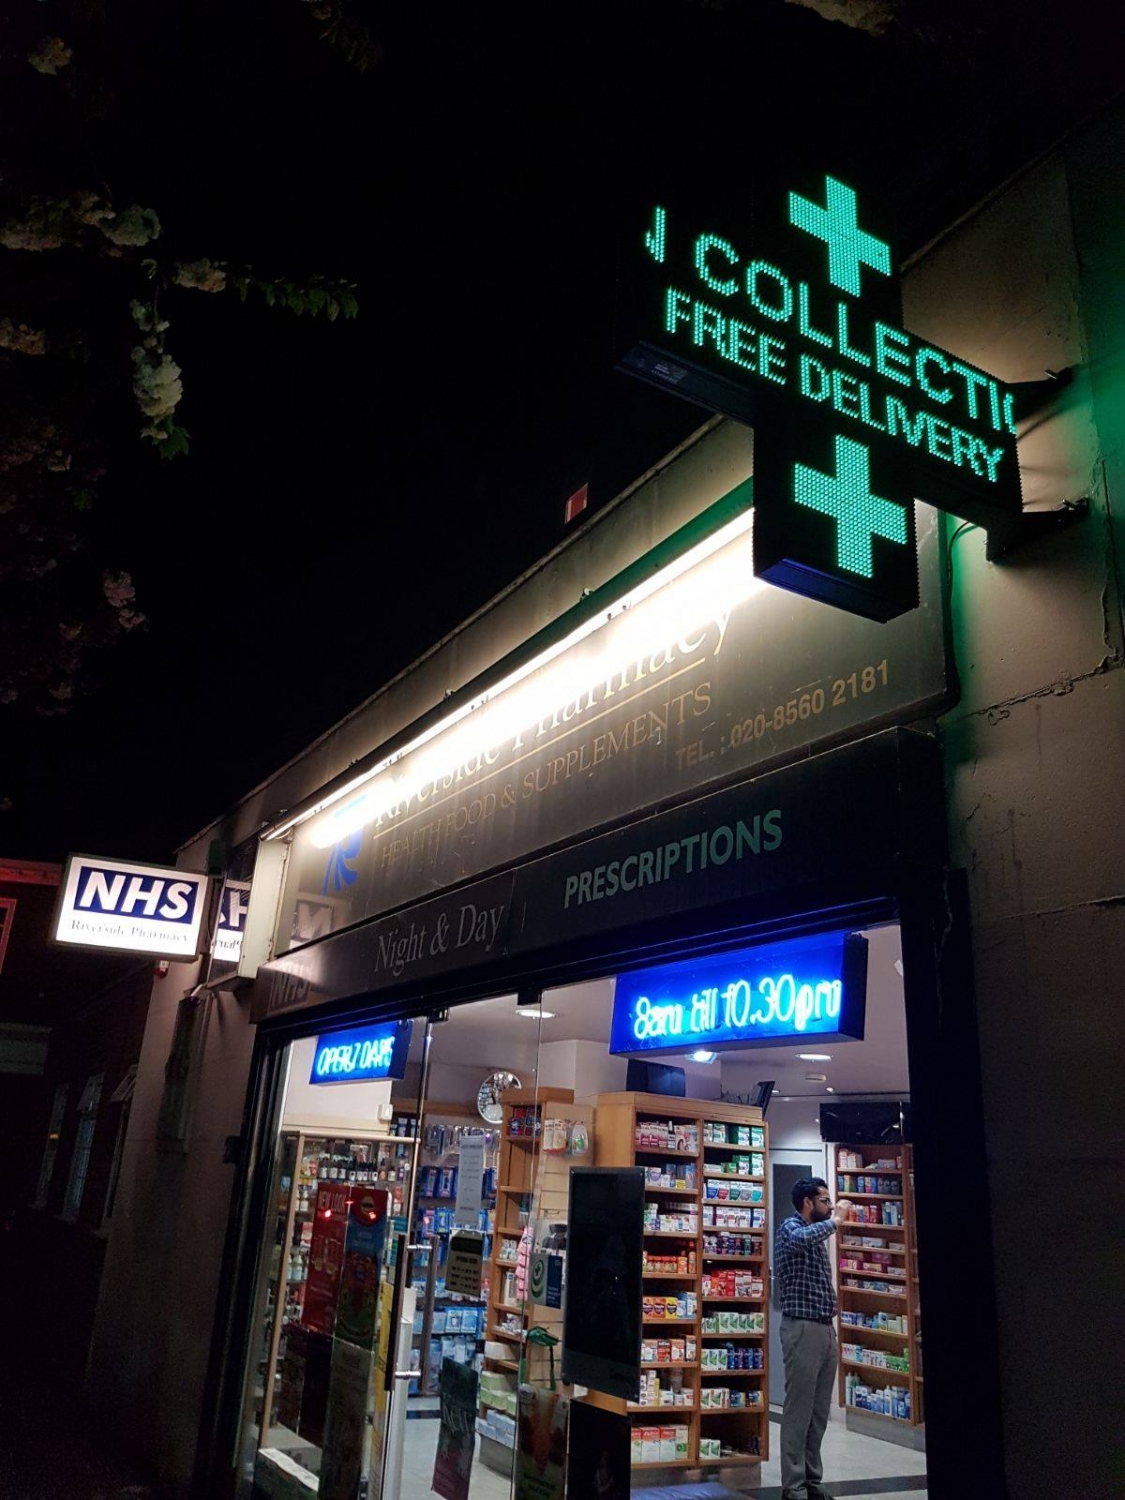 N COLLECTI
FREE DELIVERY
Riverside Pharmacy
HEALTH FOOD & SUPPLEMENTS
TEL. : 020-8560 2181
PRESCRIPTIONS
Night & Day
NHS
Riverside Pharmacy
NHS
8am till 10.30pm
OPEN 7 DAYS